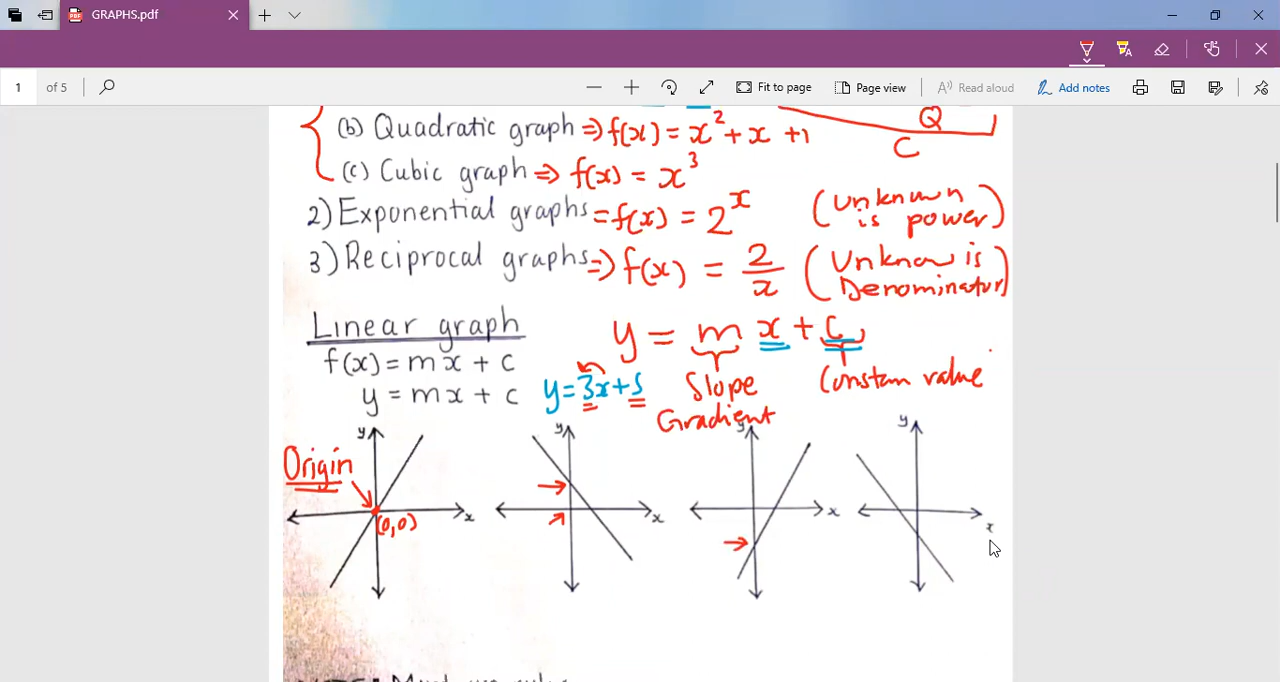 GRAPHS.pdf
1 of 5 Fit to page Page view Read aloud Add notes
Q
C
(b) Quadratic graph ⇒ f(x) = x² + x + 1
(c) Cubic graph ⇒ f(x) = x³
2) Exponential graphs = f(x) = 2ˣ (Unknown is power)
3) Reciprocal graphs ⇒ f(x) = 2/x (Unknow is Denominator)
Linear graph
y = mx + c
f(x) = mx + c
y = mx + c
y = 3x + 5
Slope
Gradient
Constan value
Origin
(0,0)
y x
y x
y x
y x